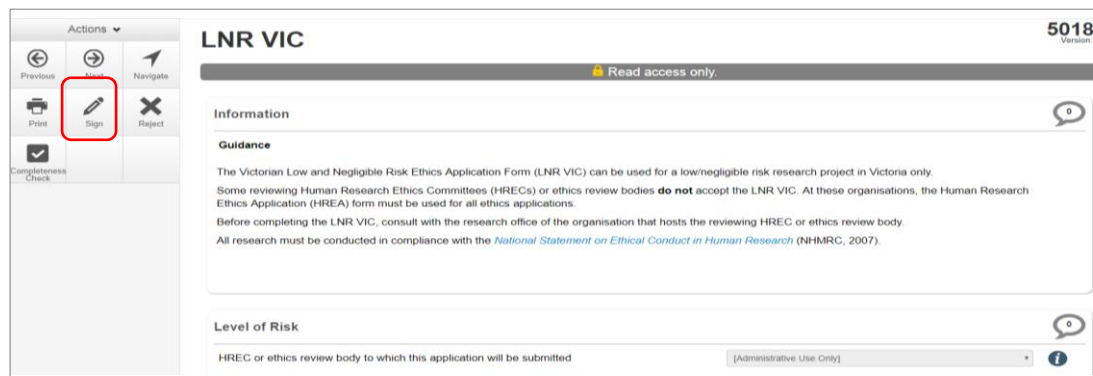 Actions
Previous
Next
Navigate
Print
Sign
Reject
Completeness
Check
LNR VIC
5018
Version:
Read access only.
Information
0
Guidance
The Victorian Low and Negligible Risk Ethics Application Form (LNR VIC) can be used for a low/negligible risk research project in Victoria only.
Some reviewing Human Research Ethics Committees (HRECs) or ethics review bodies do not accept the LNR VIC. At these organisations, the Human Research
Ethics Application (HREA) form must be used for all ethics applications.
Before completing the LNR VIC, consult with the research office of the organisation that hosts the reviewing HREC or ethics review body.
All research must be conducted in compliance with the National Statement on Ethical Conduct in Human Research (NHMRC, 2007).
Level of Risk
0
HREC or ethics review body to which this application will be submitted
[Administrative Use Only]
i